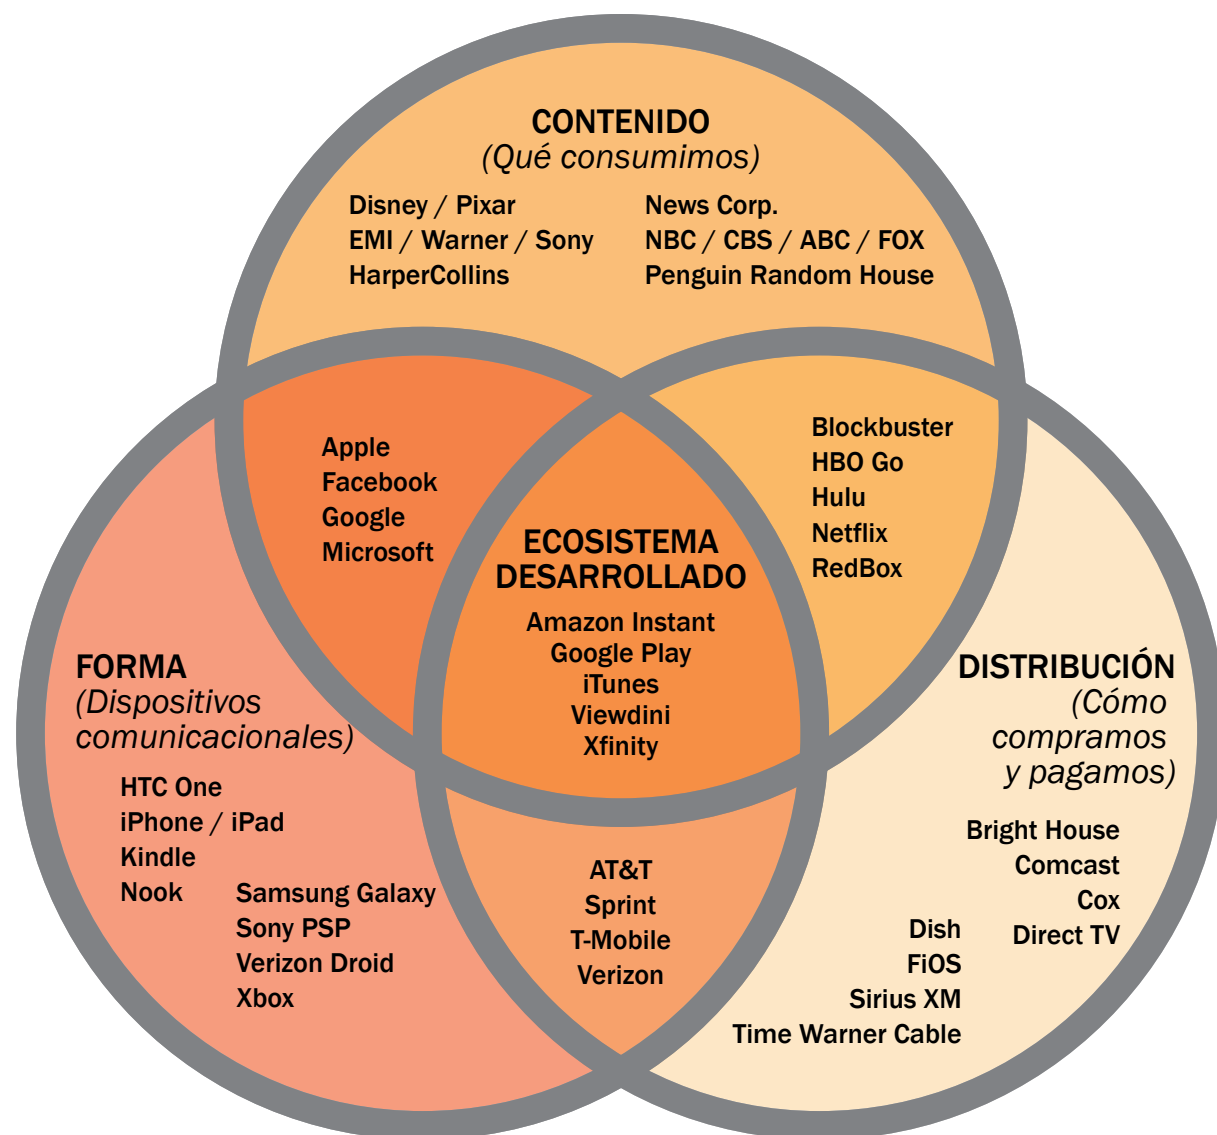 CONTENIDO
(Qué consumimos)
Disney / Pixar
EMI / Warner / Sony
HarperCollins
News Corp.
NBC / CBS / ABC / FOX
Penguin Random House
Apple
Facebook
Google
Microsoft
Blockbuster
HBO Go
Hulu
Netflix
RedBox
ECOSISTEMA
DESARROLLADO
Amazon Instant
Google Play
iTunes
Viewdini
Xfinity
FORMA
(Dispositivos
comunicacionales)
HTC One
iPhone / iPad
Kindle
Nook
Samsung Galaxy
Sony PSP
Verizon Droid
Xbox
AT&T
Sprint
T-Mobile
Verizon
DISTRIBUCIÓN
(Cómo
compramos
y pagamos)
Bright House
Comcast
Cox
Direct TV
Dish
FiOS
Sirius XM
Time Warner Cable